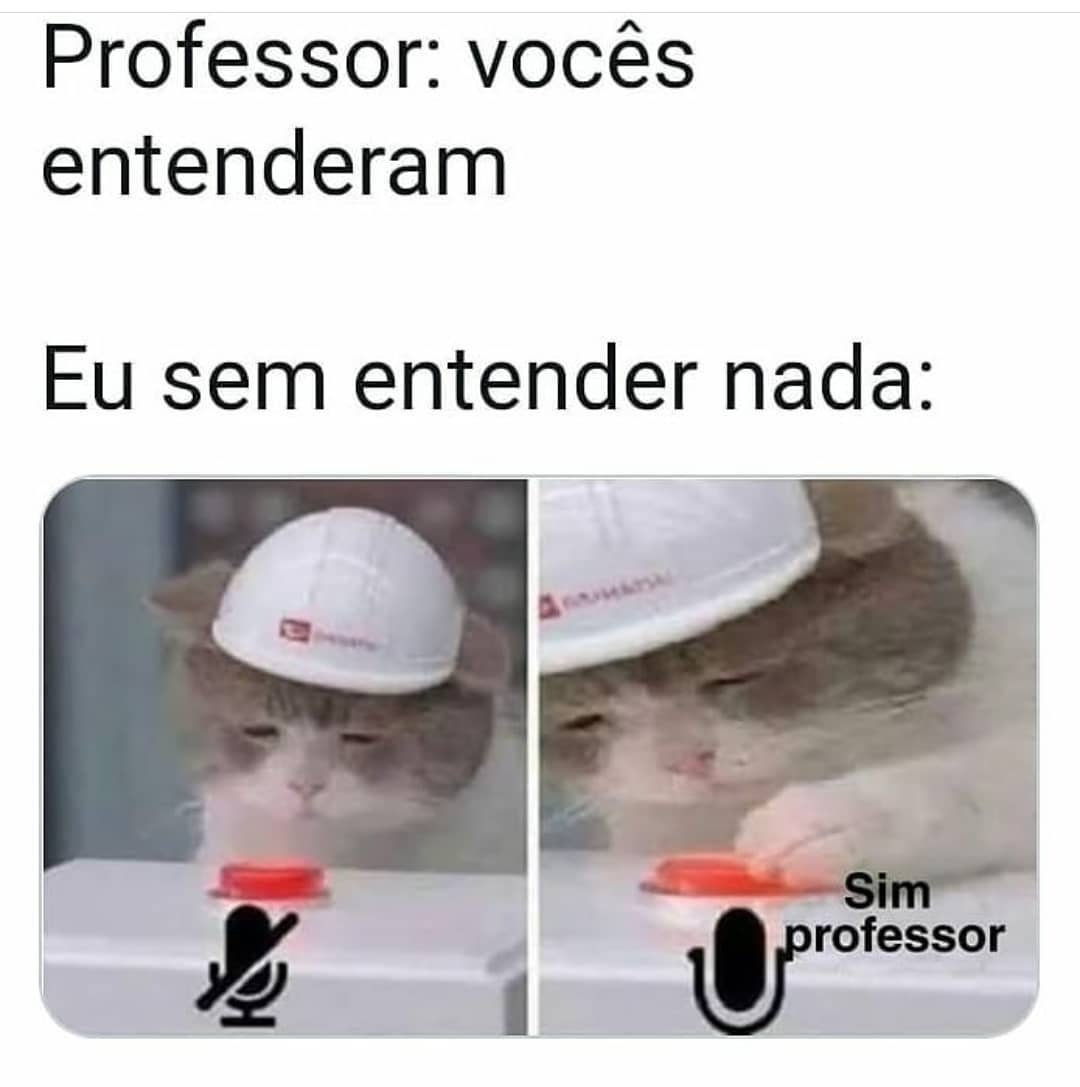 Professor: vocês
entenderam
Eu sem entender nada:
Sim
professor